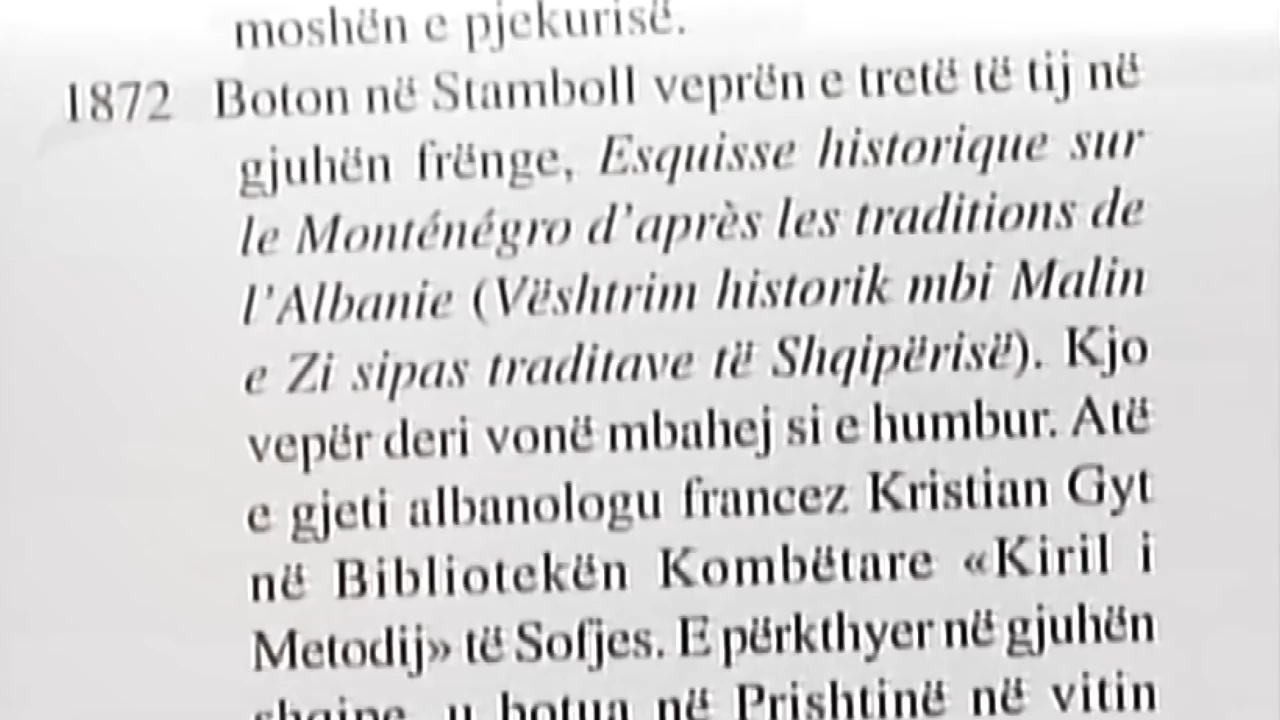 moshën e pjekurisë.
1872 Boton në Stamboll veprën e tretë të tij në
gjuhën frënge, Esquisse historique sur
le Monténégro d’après les traditions de
l’Albanie (Vështrim historik mbi Malin
e Zi sipas traditave të Shqipërisë). Kjo
vepër deri vonë mbahej si e humbur. Atë
e gjeti albanologu francez Kristian Gyt
në Bibliotekën Kombëtare «Kiril i
Metodij» të Sofjes. E përkthyer në gjuhën
shqipe, u botua në Prishtinë në vitin